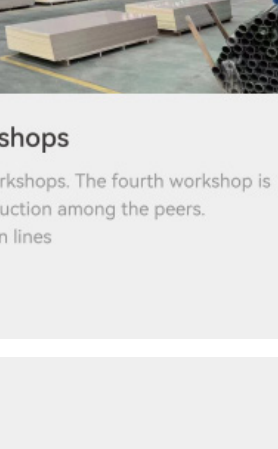 shops
rkshops. The fourth workshop is
uction among the peers.
n lines